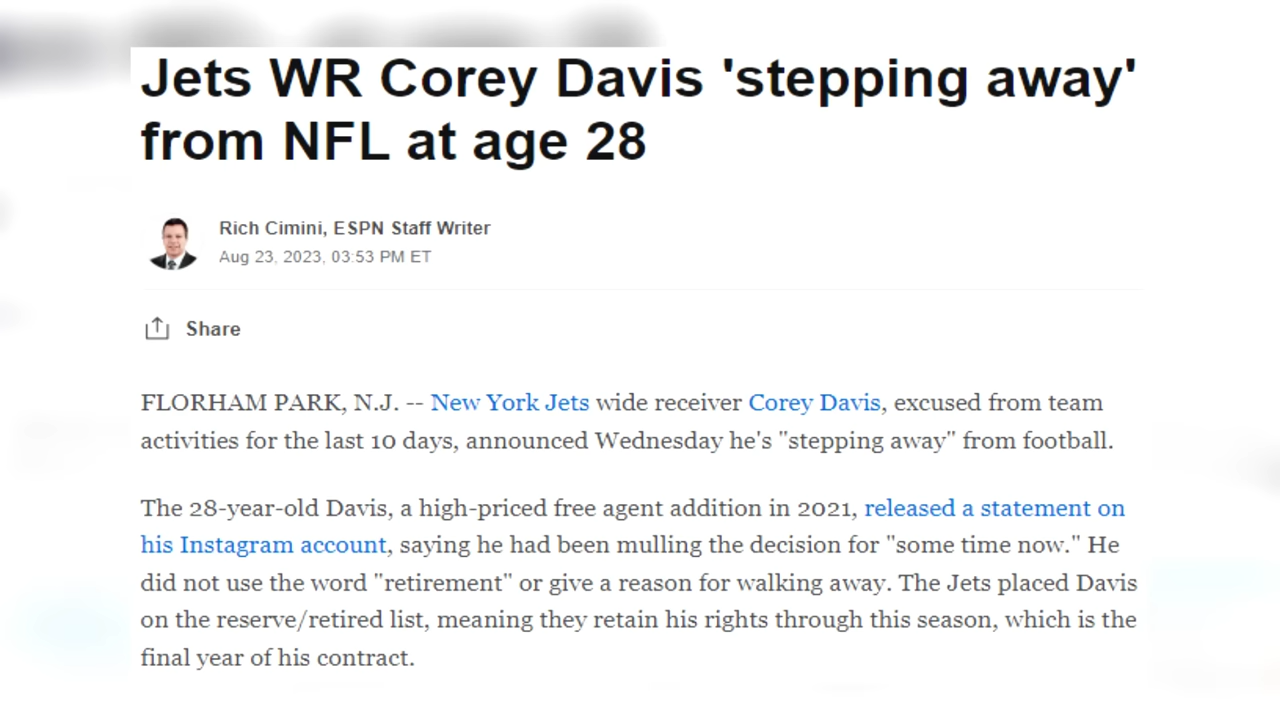 Jets WR Corey Davis 'stepping away'
from NFL at age 28
Rich Cimini, ESPN Staff Writer
Aug 23, 2023, 03:53 PM ET
Share
FLORHAM PARK, N.J. -- New York Jets wide receiver Corey Davis, excused from team
activities for the last 10 days, announced Wednesday he's "stepping away" from football.
The 28-year-old Davis, a high-priced free agent addition in 2021, released a statement on
his Instagram account, saying he had been mulling the decision for "some time now." He
did not use the word "retirement" or give a reason for walking away. The Jets placed Davis
on the reserve/retired list, meaning they retain his rights through this season, which is the
final year of his contract.